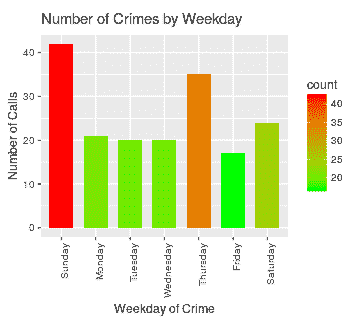 Number of Crimes by Weekday
Number of Calls
40
30
20
10
0
Sunday
Monday
Tuesday
Wednesday
Thursday
Friday
Saturday
Weekday of Crime
count
40
35
30
25
20